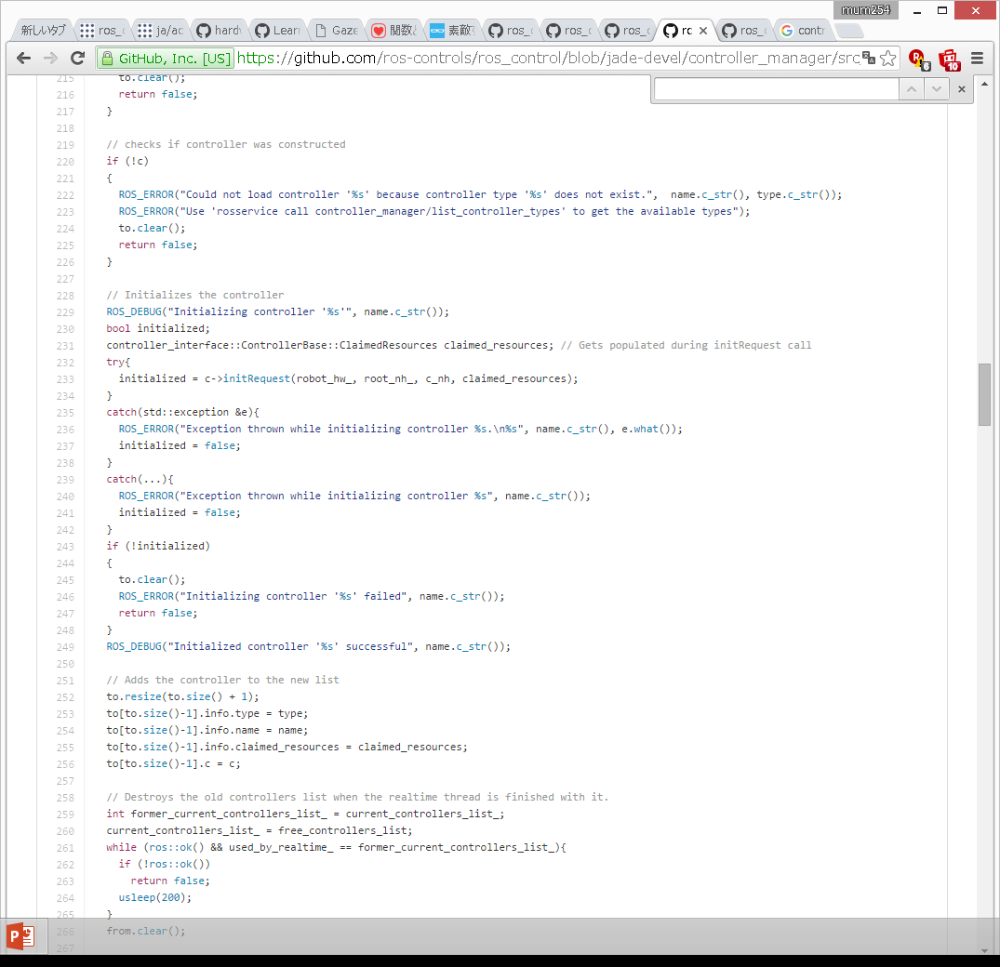 mum254
新しいタブ ros_c ja/ac hardw Learn Gaze 関数と 素敵で ros_c ros_c ros_c rc ros_c contr
GitHub, Inc. [US] https://github.com/ros-controls/ros_control/blob/jade-devel/controller_manager/src
6 10
215 to.clear();
216 return false;
217 }
218
219 // checks if controller was constructed
220 if (!c)
221 {
222 ROS_ERROR("Could not load controller '%s' because controller type '%s' does not exist.",  name.c_str(), type.c_str());
223 ROS_ERROR("Use 'rosservice call controller_manager/list_controller_types' to get the available types");
224 to.clear();
225 return false;
226 }
227
228 // Initializes the controller
229 ROS_DEBUG("Initializing controller '%s'", name.c_str());
230 bool initialized;
231 controller_interface::ControllerBase::ClaimedResources claimed_resources; // Gets populated during initRequest call
232 try{
233 initialized = c->initRequest(robot_hw_, root_nh_, c_nh, claimed_resources);
234 }
235 catch(std::exception &e){
236 ROS_ERROR("Exception thrown while initializing controller %s.\n%s", name.c_str(), e.what());
237 initialized = false;
238 }
239 catch(...){
240 ROS_ERROR("Exception thrown while initializing controller %s", name.c_str());
241 initialized = false;
242 }
243 if (!initialized)
244 {
245 to.clear();
246 ROS_ERROR("Initializing controller '%s' failed", name.c_str());
247 return false;
248 }
249 ROS_DEBUG("Initialized controller '%s' successful", name.c_str());
250
251 // Adds the controller to the new list
252 to.resize(to.size() + 1);
253 to[to.size()-1].info.type = type;
254 to[to.size()-1].info.name = name;
255 to[to.size()-1].info.claimed_resources = claimed_resources;
256 to[to.size()-1].c = c;
257
258 // Destroys the old controllers list when the realtime thread is finished with it.
259 int former_current_controllers_list_ = current_controllers_list_;
260 current_controllers_list_ = free_controllers_list;
261 while (ros::ok() && used_by_realtime_ == former_current_controllers_list_){
262 if (!ros::ok())
263 return false;
264 usleep(200);
265 }
266 from.clear();
267